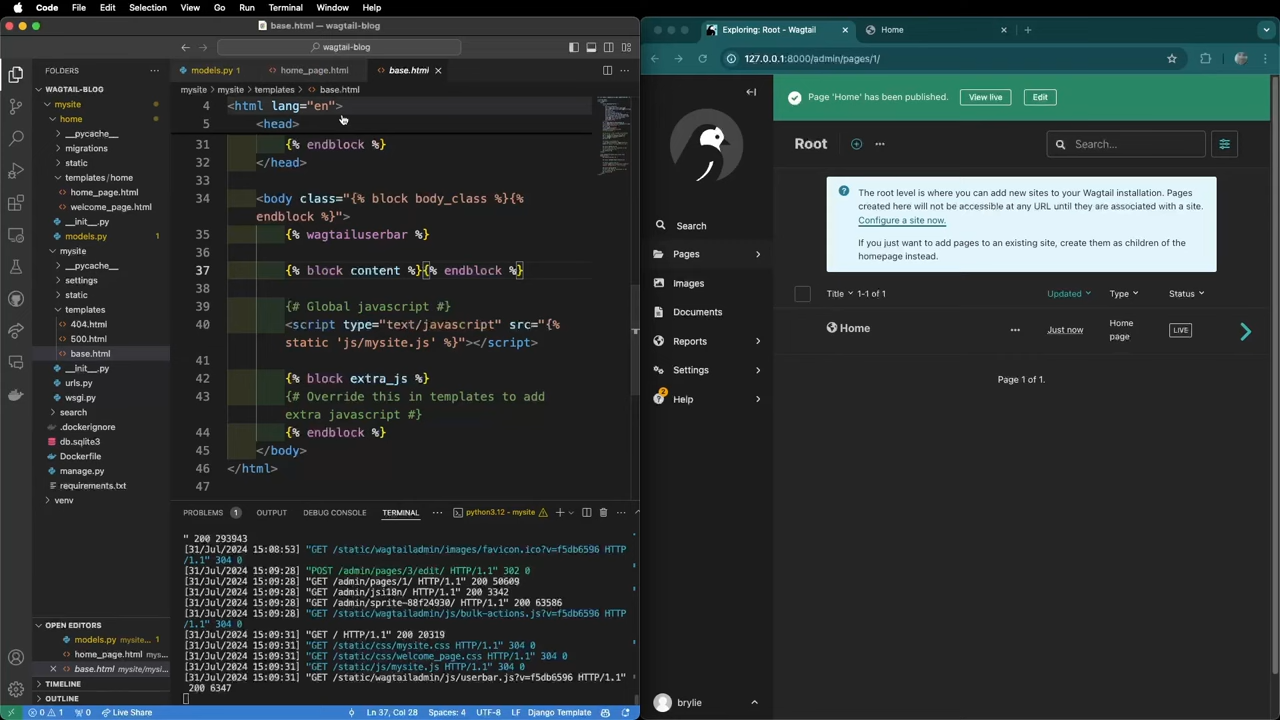 Code File Edit Selection View Go Run Terminal Window Help
base.html — wagtail-blog
wagtail-blog
FOLDERS
WAGTAIL-BLOG
mysite
home
__pycache__
migrations
static
templates/home
home_page.html
welcome_page.html
__init__.py
models.py 1
mysite
__pycache__
settings
static
templates
404.html
500.html
base.html
__init__.py
urls.py
wsgi.py
search
.dockerignore
db.sqlite3
Dockerfile
manage.py
requirements.txt
venv
OPEN EDITORS
models.py mysite... 1
home_page.html mys...
base.html mysite/mysi...
TIMELINE
OUTLINE
models.py 1 home_page.html base.html
mysite > mysite > templates > base.html
4 <html lang="en">
5 <head>
31 {% endblock %}
32 </head>
33
34 <body class="{% block body_class %}{%
endblock %}">
35 {% wagtailuserbar %}
36
37 {% block content %}{% endblock %}
38
39 {# Global javascript #}
40 <script type="text/javascript" src="{%
static 'js/mysite.js' %}"></script>
41
42 {% block extra_js %}
43 {# Override this in templates to add
extra javascript #}
44 {% endblock %}
45 </body>
46 </html>
47
PROBLEMS 1 OUTPUT DEBUG CONSOLE TERMINAL python3.12 - mysite
" 200 293943
[31/Jul/2024 15:08:53] "GET /static/wagtailadmin/images/favicon.ico?v=f5db6596 HTTP
/1.1" 304 0
[31/Jul/2024 15:09:28] "POST /admin/pages/3/edit/ HTTP/1.1" 302 0
[31/Jul/2024 15:09:28] "GET /admin/pages/1/ HTTP/1.1" 200 50609
[31/Jul/2024 15:09:28] "GET /admin/jsi18n/ HTTP/1.1" 200 3342
[31/Jul/2024 15:09:28] "GET /admin/sprite-88f24930/ HTTP/1.1" 200 63586
[31/Jul/2024 15:09:28] "GET /static/wagtailadmin/js/bulk-actions.js?v=f5db6596 HTTP
/1.1" 304 0
[31/Jul/2024 15:09:31] "GET / HTTP/1.1" 200 20319
[31/Jul/2024 15:09:31] "GET /static/css/mysite.css HTTP/1.1" 304 0
[31/Jul/2024 15:09:31] "GET /static/css/welcome_page.css HTTP/1.1" 304 0
[31/Jul/2024 15:09:31] "GET /static/js/mysite.js HTTP/1.1" 304 0
[31/Jul/2024 15:09:31] "GET /static/wagtailadmin/js/userbar.js?v=f5db6596 HTTP/1.1"
200 6347
0 1 0 Live Share Ln 37, Col 28 Spaces: 4 UTF-8 LF Django Template
Exploring: Root - Wagtail Home
127.0.0.1:8000/admin/pages/1/
Search
Pages
Images
Documents
Reports
Settings
2
Help
brylie
Page 'Home' has been published. View live Edit
Root Search...
The root level is where you can add new sites to your Wagtail installation. Pages
created here will not be accessible at any URL until they are associated with a site.
Configure a site now.
If you just want to add pages to an existing site, create them as children of the
homepage instead.
Title 1-1 of 1 Updated Type Status
Home Just now Home page LIVE
Page 1 of 1.